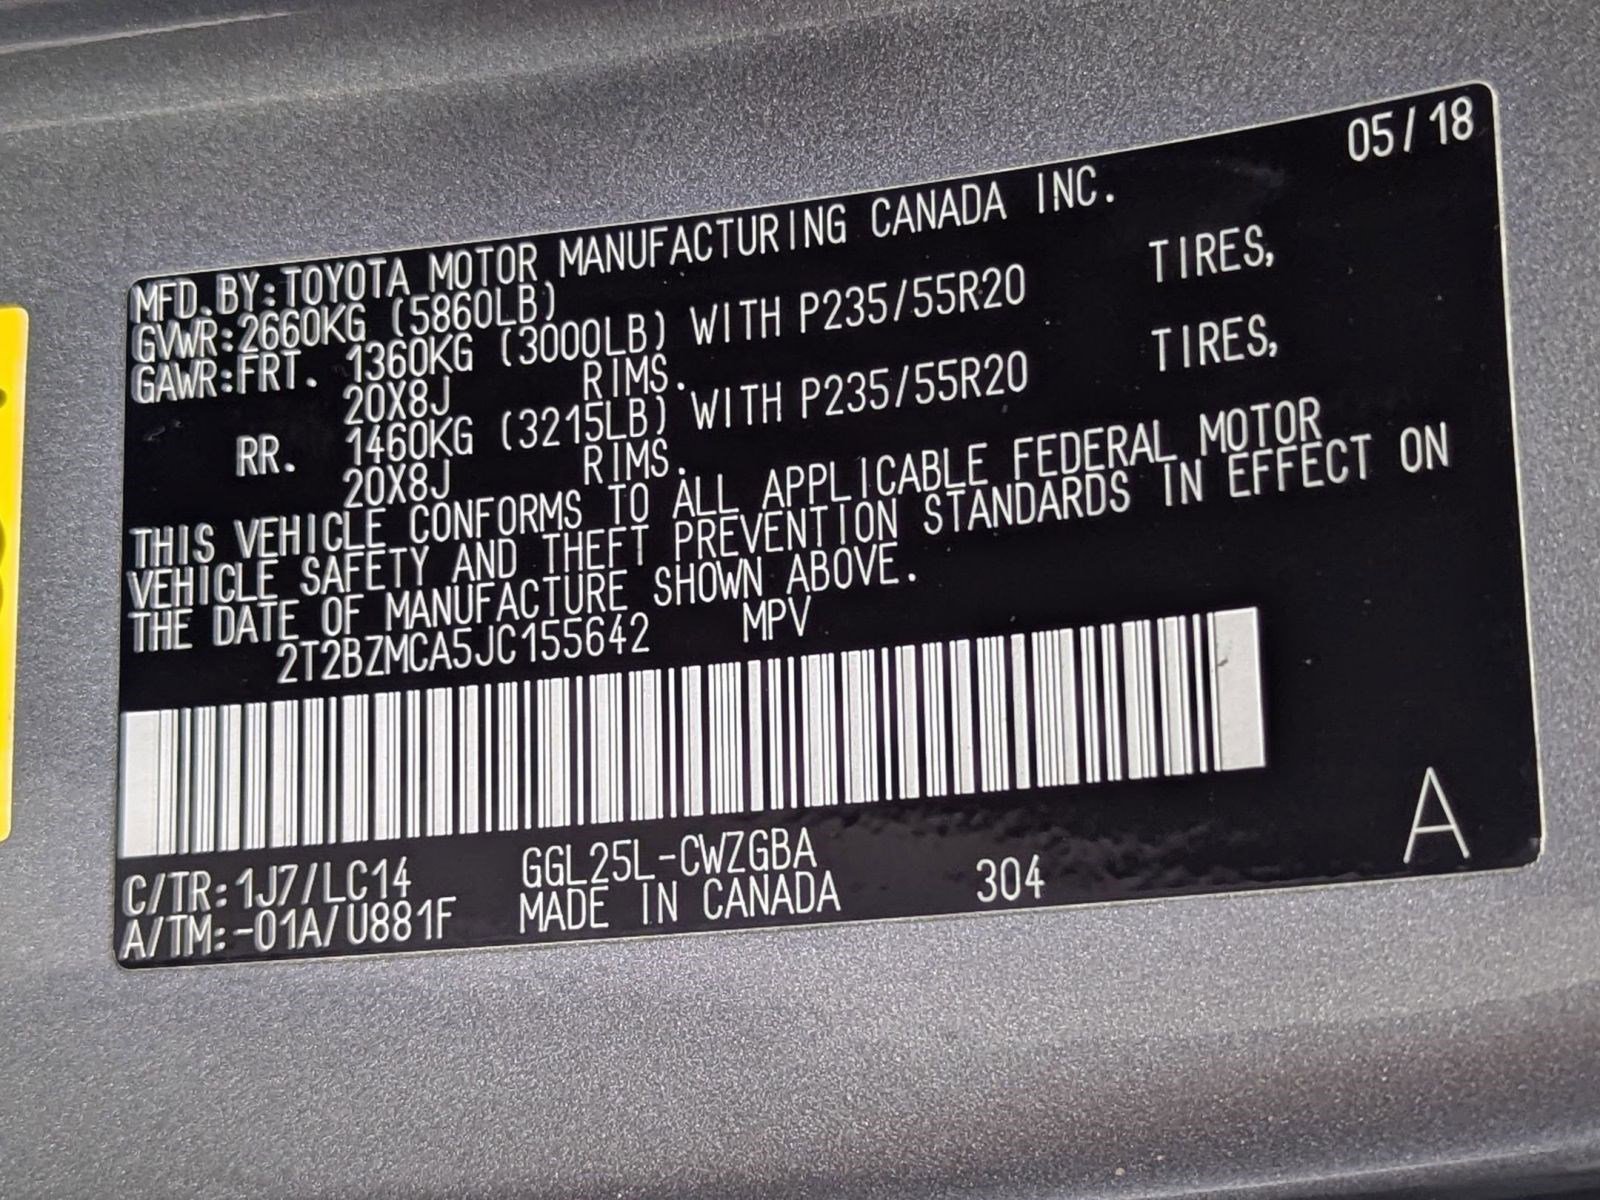 05/18
MFD.BY:TOYOTA MOTOR MANUFACTURING CANADA INC.
GVWR:2660KG (5860LB)
GAWR:FRT. 1360KG (3000LB) WITH P235/55R20 TIRES,
20X8J RIMS.
RR. 1460KG (3215LB) WITH P235/55R20 TIRES,
20X8J RIMS.
THIS VEHICLE CONFORMS TO ALL APPLICABLE FEDERAL MOTOR
VEHICLE SAFETY AND THEFT PREVENTION STANDARDS IN EFFECT ON
THE DATE OF MANUFACTURE SHOWN ABOVE.
2T2BZMCA5JC155642 MPV
C/TR:1J7/LC14 GGL25L-CWZGBA
A/TM:-01A/U881F MADE IN CANADA 304 A